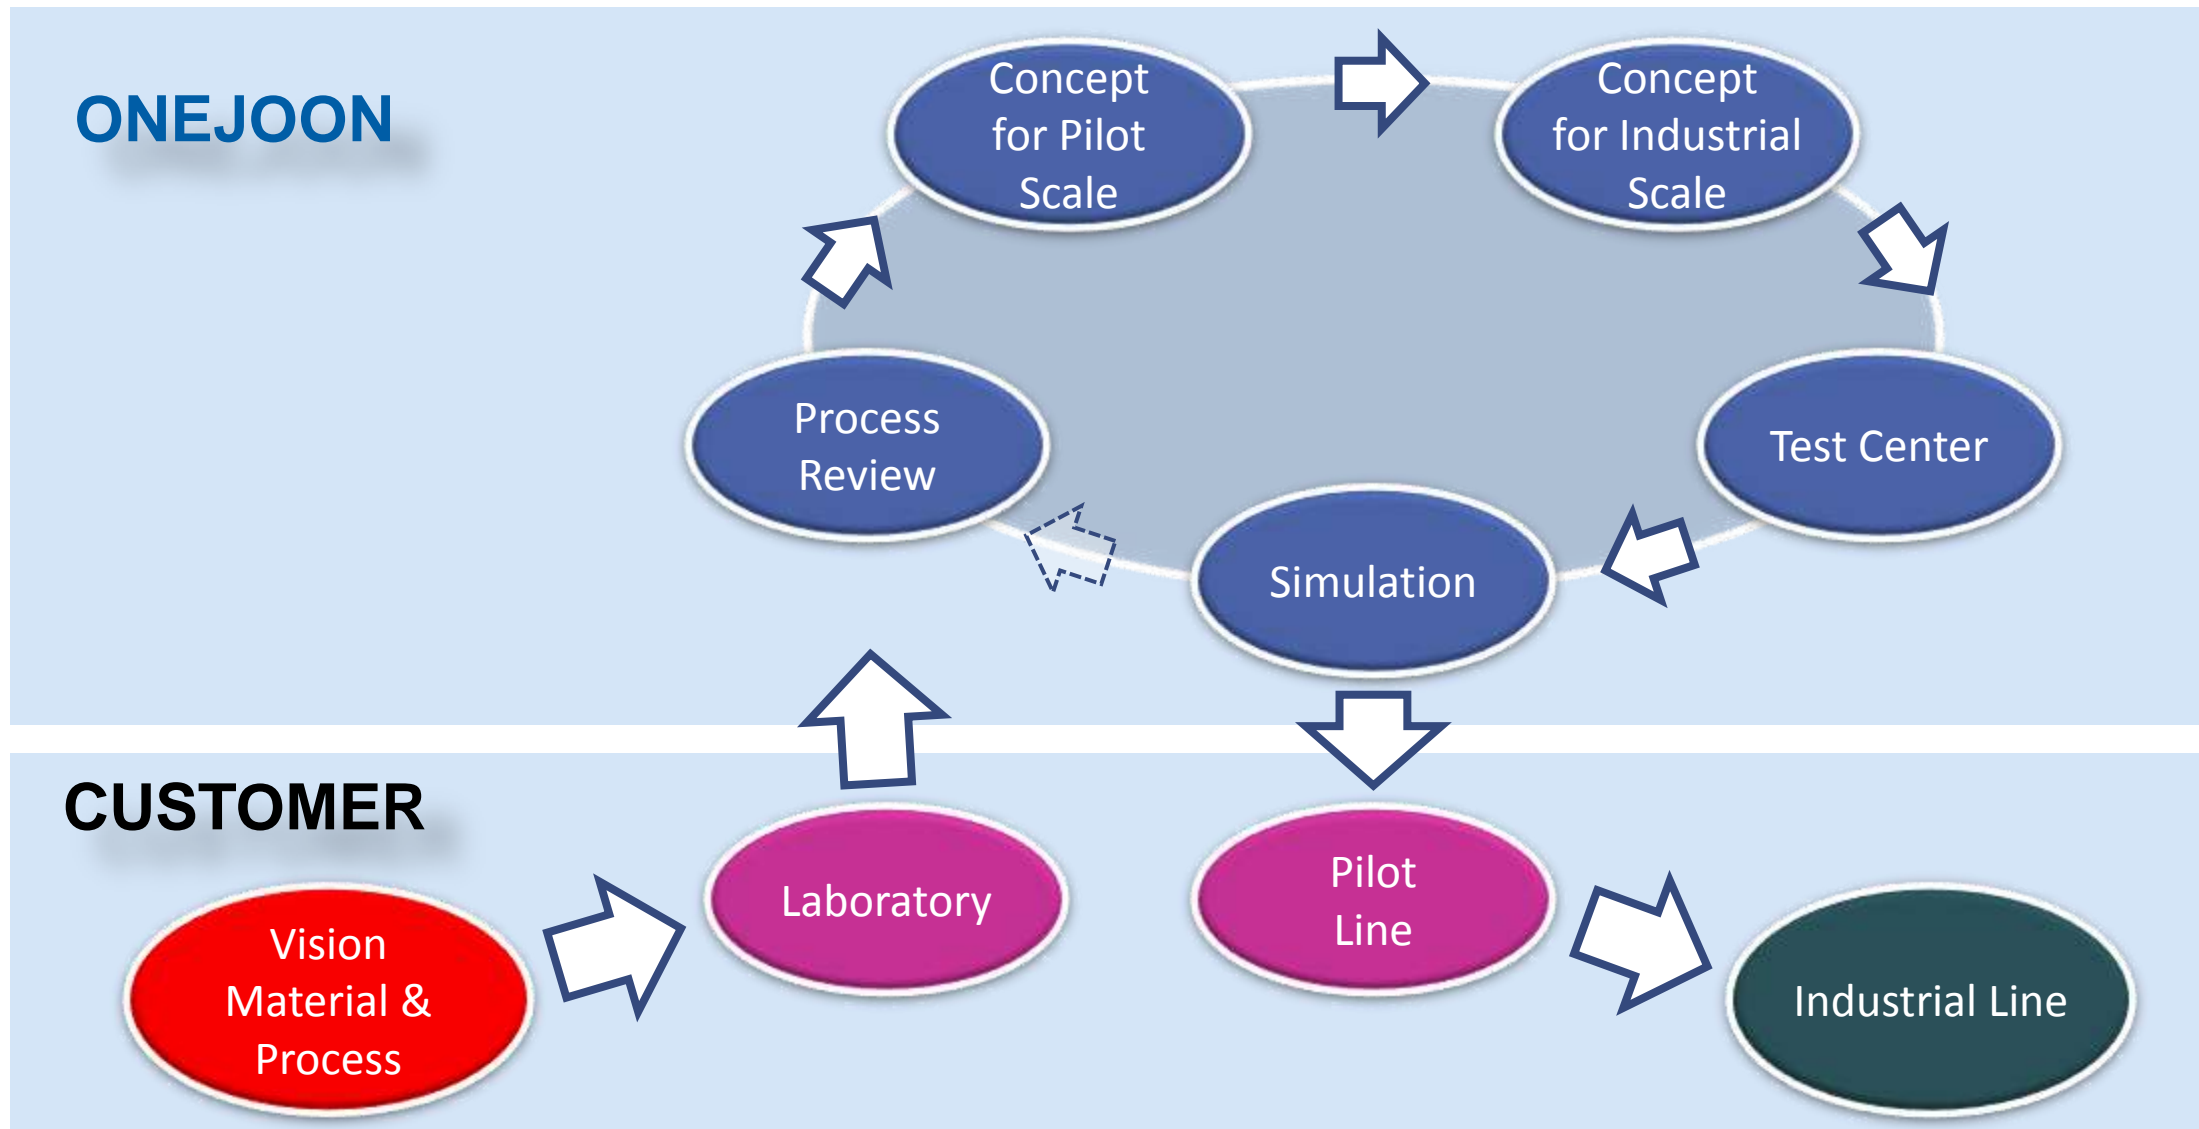 ONEJOON
Concept
for Pilot
Scale
Concept
for Industrial
Scale
Process
Review
Test Center
Simulation
CUSTOMER
Vision
Material &
Process
Laboratory
Pilot
Line
Industrial Line